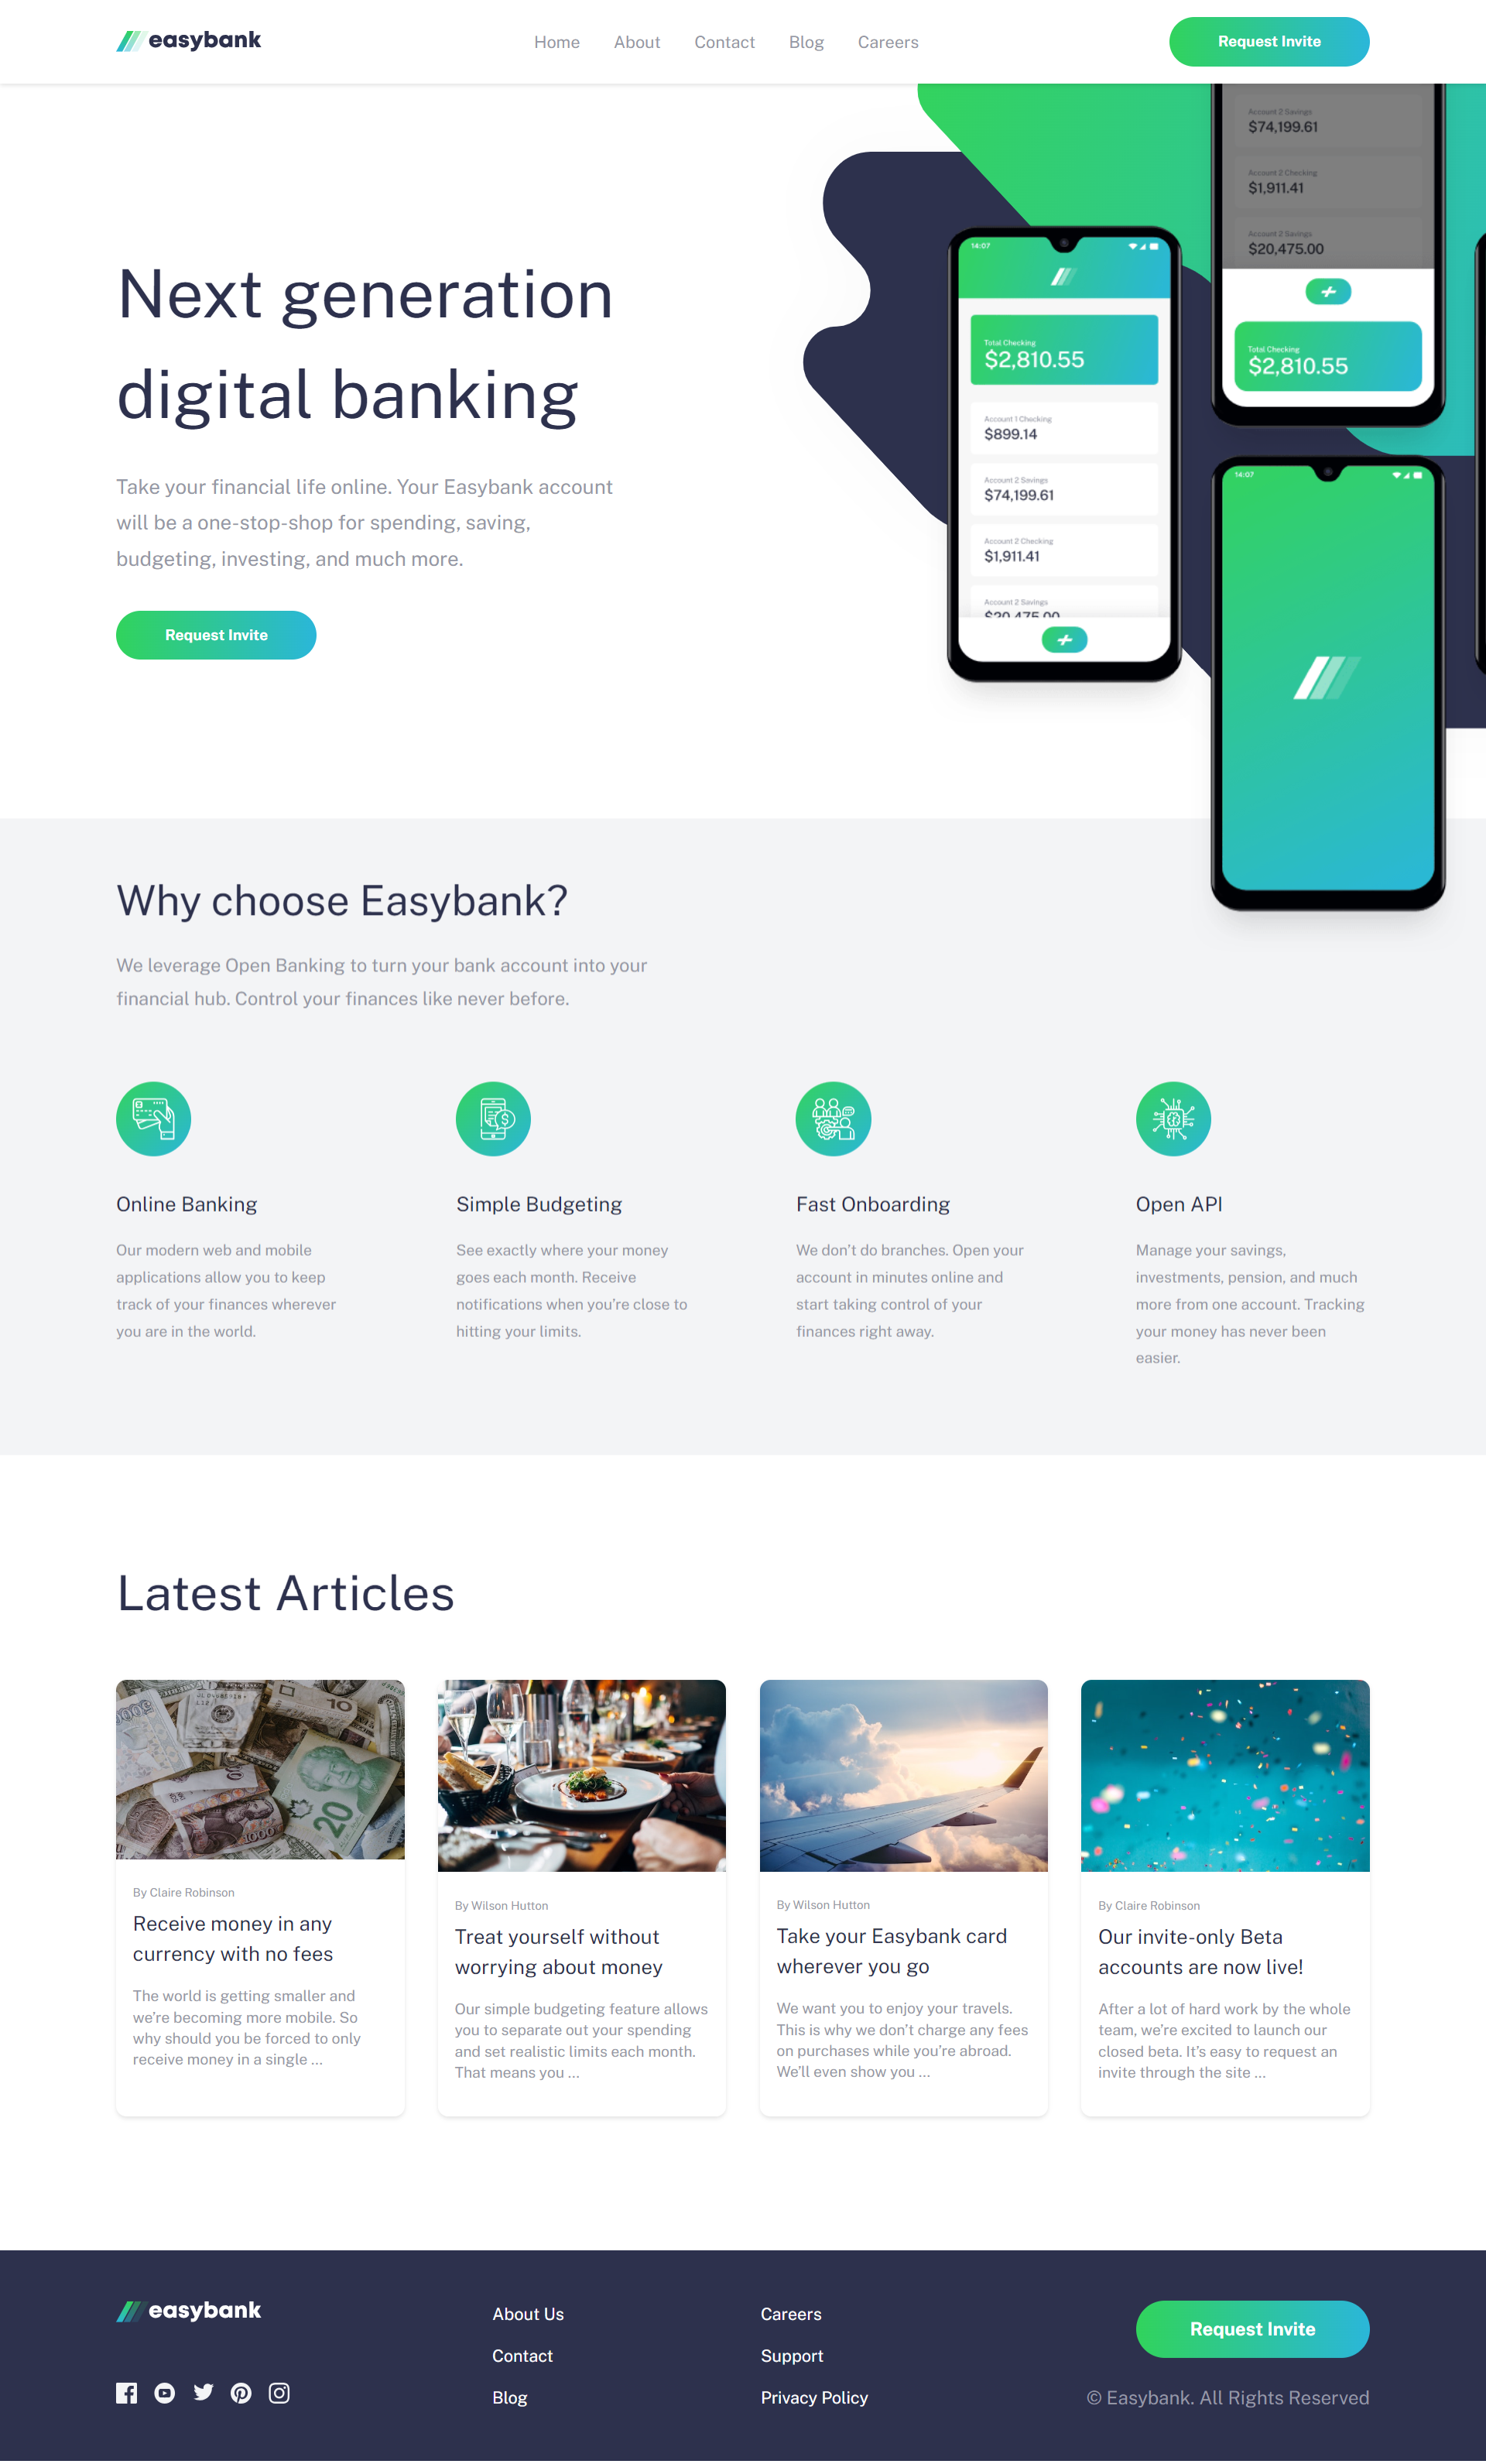 easybank
Home About Contact Blog Careers
Request Invite
Next generation
digital banking
Take your financial life online. Your Easybank account
will be a one-stop-shop for spending, saving,
budgeting, investing, and much more.
Request Invite
14:07
Total Checking
$2,810.55
Account 1 Checking
$899.14
Account 2 Savings
$74,199.61
Account 2 Checking
$1,911.41
Account 2 Savings
$20,475.00
Account 2 Savings
$74,199.61
Account 2 Checking
$1,911.41
Account 2 Savings
$20,475.00
Total Checking
$2,810.55
14:07
Why choose Easybank?
We leverage Open Banking to turn your bank account into your
financial hub. Control your finances like never before.
Online Banking
Our modern web and mobile
applications allow you to keep
track of your finances wherever
you are in the world.
Simple Budgeting
See exactly where your money
goes each month. Receive
notifications when you’re close to
hitting your limits.
Fast Onboarding
We don’t do branches. Open your
account in minutes online and
start taking control of your
finances right away.
Open API
Manage your savings,
investments, pension, and much
more from one account. Tracking
your money has never been
easier.
Latest Articles
10
20
1000
By Claire Robinson
Receive money in any
currency with no fees
The world is getting smaller and
we’re becoming more mobile. So
why should you be forced to only
receive money in a single …
By Wilson Hutton
Treat yourself without
worrying about money
Our simple budgeting feature allows
you to separate out your spending
and set realistic limits each month.
That means you …
By Wilson Hutton
Take your Easybank card
wherever you go
We want you to enjoy your travels.
This is why we don’t charge any fees
on purchases while you’re abroad.
We’ll even show you …
By Claire Robinson
Our invite-only Beta
accounts are now live!
After a lot of hard work by the whole
team, we’re excited to launch our
closed beta. It’s easy to request an
invite through the site …
easybank
About Us
Contact
Blog
Careers
Support
Privacy Policy
Request Invite
© Easybank. All Rights Reserved